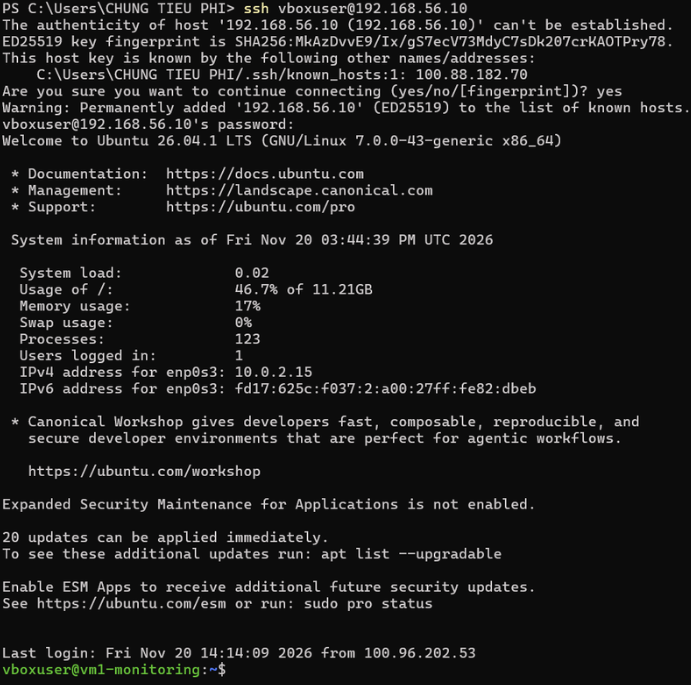 PS C:\Users\CHUNG TIEU PHI> ssh vboxuser@192.168.56.10
The authenticity of host '192.168.56.10 (192.168.56.10)' can't be established.
ED25519 key fingerprint is SHA256:MkAzDvvE9/Ix/gS7ecV73MdyC7sDk207crKAOTPry78.
This host key is known by the following other names/addresses:
    C:\Users\CHUNG TIEU PHI/.ssh/known_hosts:1: 100.88.182.70
Are you sure you want to continue connecting (yes/no/[fingerprint])? yes
Warning: Permanently added '192.168.56.10' (ED25519) to the list of known hosts.
vboxuser@192.168.56.10's password:
Welcome to Ubuntu 26.04.1 LTS (GNU/Linux 7.0.0-43-generic x86_64)

 * Documentation:  https://docs.ubuntu.com
 * Management:     https://landscape.canonical.com
 * Support:        https://ubuntu.com/pro

 System information as of Fri Nov 20 03:44:39 PM UTC 2026

  System load:             0.02
  Usage of /:              46.7% of 11.21GB
  Memory usage:            17%
  Swap usage:              0%
  Processes:               123
  Users logged in:         1
  IPv4 address for enp0s3: 10.0.2.15
  IPv6 address for enp0s3: fd17:625c:f037:2:a00:27ff:fe82:dbeb

 * Canonical Workshop gives developers fast, composable, reproducible, and
   secure developer environments that are perfect for agentic workflows.

   https://ubuntu.com/workshop

Expanded Security Maintenance for Applications is not enabled.

20 updates can be applied immediately.
To see these additional updates run: apt list --upgradable

Enable ESM Apps to receive additional future security updates.
See https://ubuntu.com/esm or run: sudo pro status


Last login: Fri Nov 20 14:14:09 2026 from 100.96.202.53
vboxuser@vm1-monitoring:~$